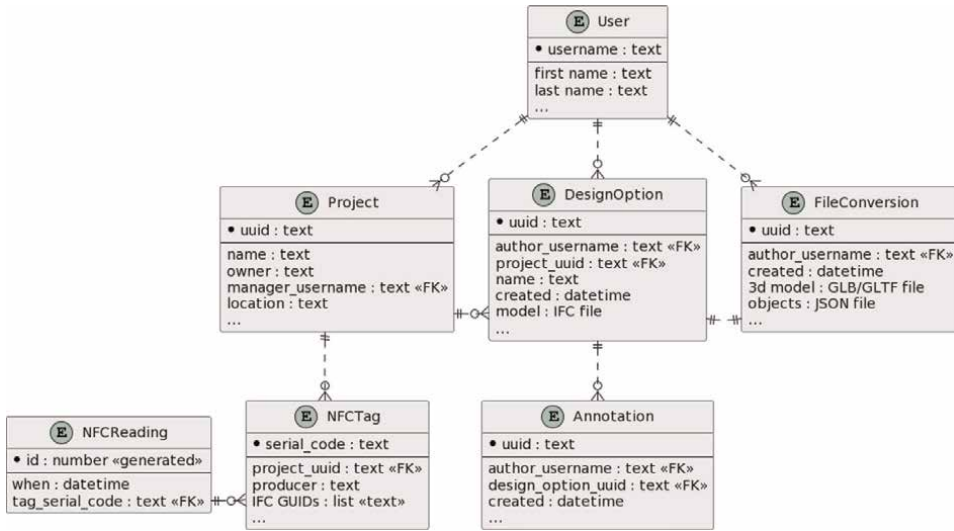 E User
username : text
first name : text
last name : text
...
E Project
uuid : text
name : text
owner : text
manager_username : text «FK»
location : text
...
E DesignOption
uuid : text
author_username : text «FK»
project_uuid : text «FK»
name : text
created : datetime
model : IFC file
...
E FileConversion
uuid : text
author_username : text «FK»
created : datetime
3d model : GLB/GLTF file
objects : JSON file
...
E NFCReading
id : number «generated»
when : datetime
tag_serial_code : text «FK»
E NFCTag
serial_code : text
project_uuid : text «FK»
producer : text
IFC GUIDs : list «text»
...
E Annotation
uuid : text
author_username : text «FK»
design_option_uuid : text «FK»
created : datetime
...